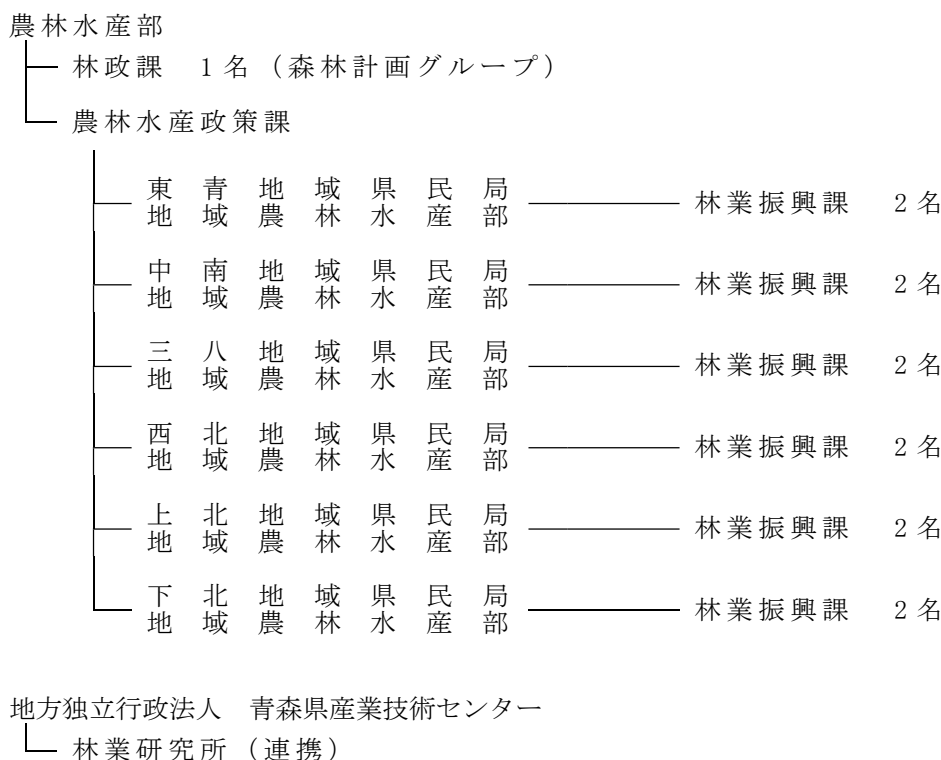 農林水産部
林政課 1名（森林計画グループ）
農林水産政策課
東青地域県民局
地域農林水産部 林業振興課 2名
中南地域県民局
地域農林水産部 林業振興課 2名
三八地域県民局
地域農林水産部 林業振興課 2名
西北地域県民局
地域農林水産部 林業振興課 2名
上北地域県民局
地域農林水産部 林業振興課 2名
下北地域県民局
地域農林水産部 林業振興課 2名
地方独立行政法人 青森県産業技術センター
林業研究所（連携）